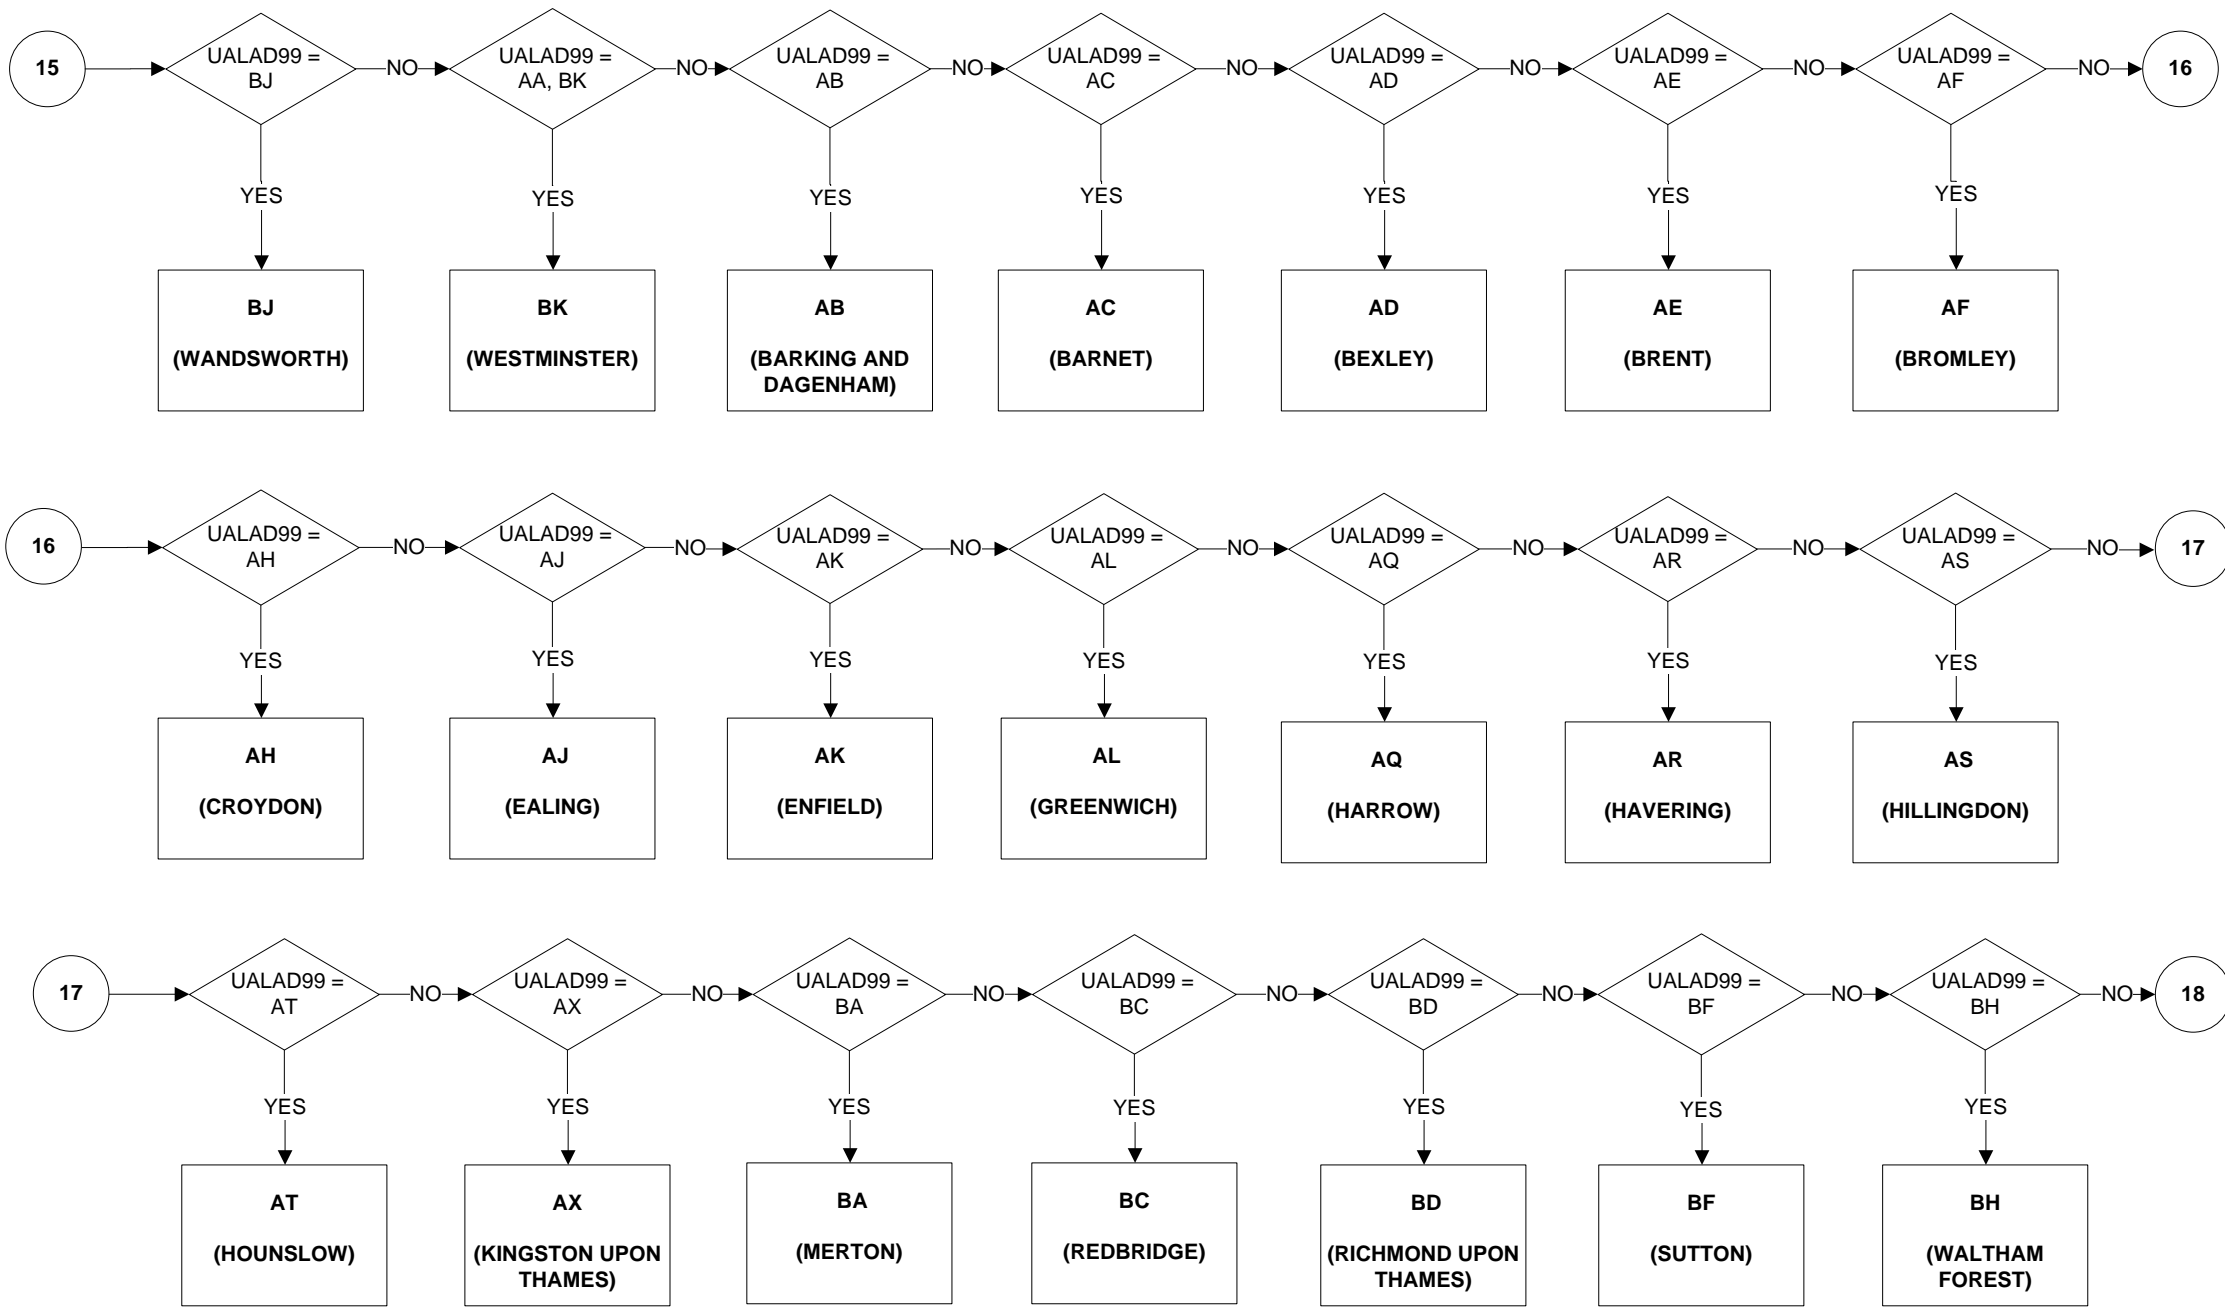 15
UALAD99 =
BJ
NO
UALAD99 =
AA, BK
NO
UALAD99 =
AB
NO
UALAD99 =
AC
NO
UALAD99 =
AD
NO
UALAD99 =
AE
NO
UALAD99 =
AF
NO
16
YES
YES
YES
YES
YES
YES
YES
BJ
(WANDSWORTH)
BK
(WESTMINSTER)
AB
(BARKING AND
DAGENHAM)
AC
(BARNET)
AD
(BEXLEY)
AE
(BRENT)
AF
(BROMLEY)
16
UALAD99 =
AH
NO
UALAD99 =
AJ
NO
UALAD99 =
AK
NO
UALAD99 =
AL
NO
UALAD99 =
AQ
NO
UALAD99 =
AR
NO
UALAD99 =
AS
NO
17
YES
YES
YES
YES
YES
YES
YES
AH
(CROYDON)
AJ
(EALING)
AK
(ENFIELD)
AL
(GREENWICH)
AQ
(HARROW)
AR
(HAVERING)
AS
(HILLINGDON)
17
UALAD99 =
AT
NO
UALAD99 =
AX
NO
UALAD99 =
BA
NO
UALAD99 =
BC
NO
UALAD99 =
BD
NO
UALAD99 =
BF
NO
UALAD99 =
BH
NO
18
YES
YES
YES
YES
YES
YES
YES
AT
(HOUNSLOW)
AX
(KINGSTON UPON
THAMES)
BA
(MERTON)
BC
(REDBRIDGE)
BD
(RICHMOND UPON
THAMES)
BF
(SUTTON)
BH
(WALTHAM
FOREST)